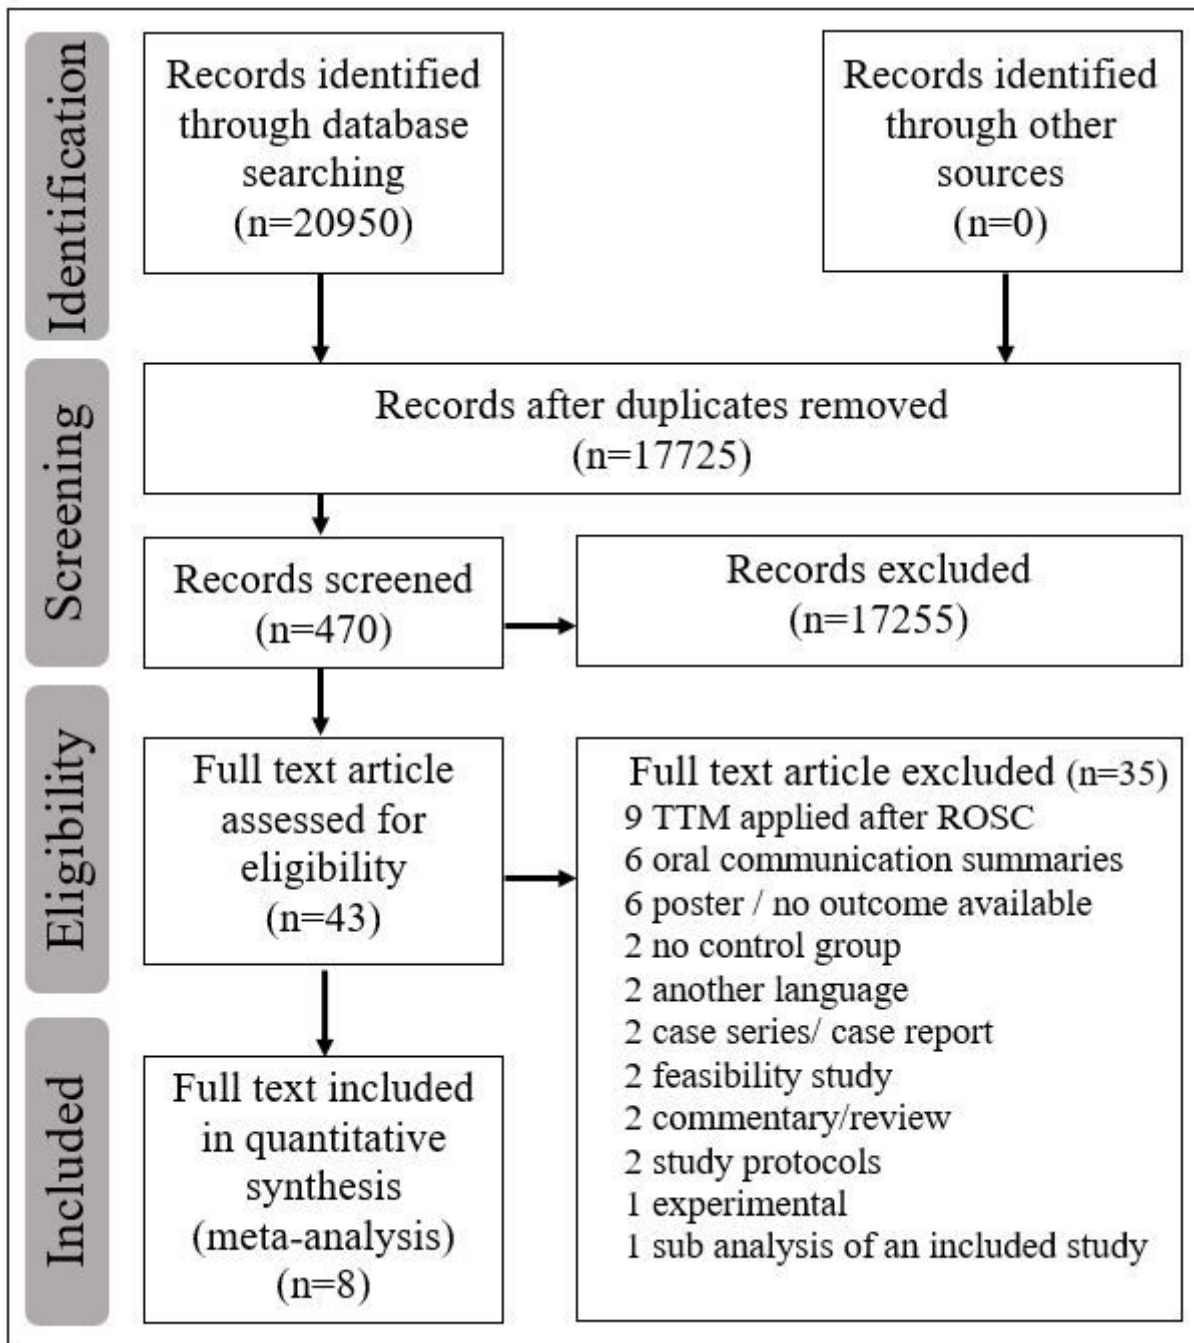 Identification
Records identified
through database
searching
(n=20950)
Records identified
through other
sources
(n=0)
Screening
Records after duplicates removed
(n=17725)
Records screened
(n=470)
Records excluded
(n=17255)
Eligibility
Full text article
assessed for
eligibility
(n=43)
Full text article excluded (n=35)
9 TTM applied after ROSC
6 oral communication summaries
6 poster / no outcome available
2 no control group
2 another language
2 case series/ case report
2 feasibility study
2 commentary/review
2 study protocols
1 experimental
1 sub analysis of an included study
Included
Full text included
in quantitative
synthesis
(meta-analysis)
(n=8)